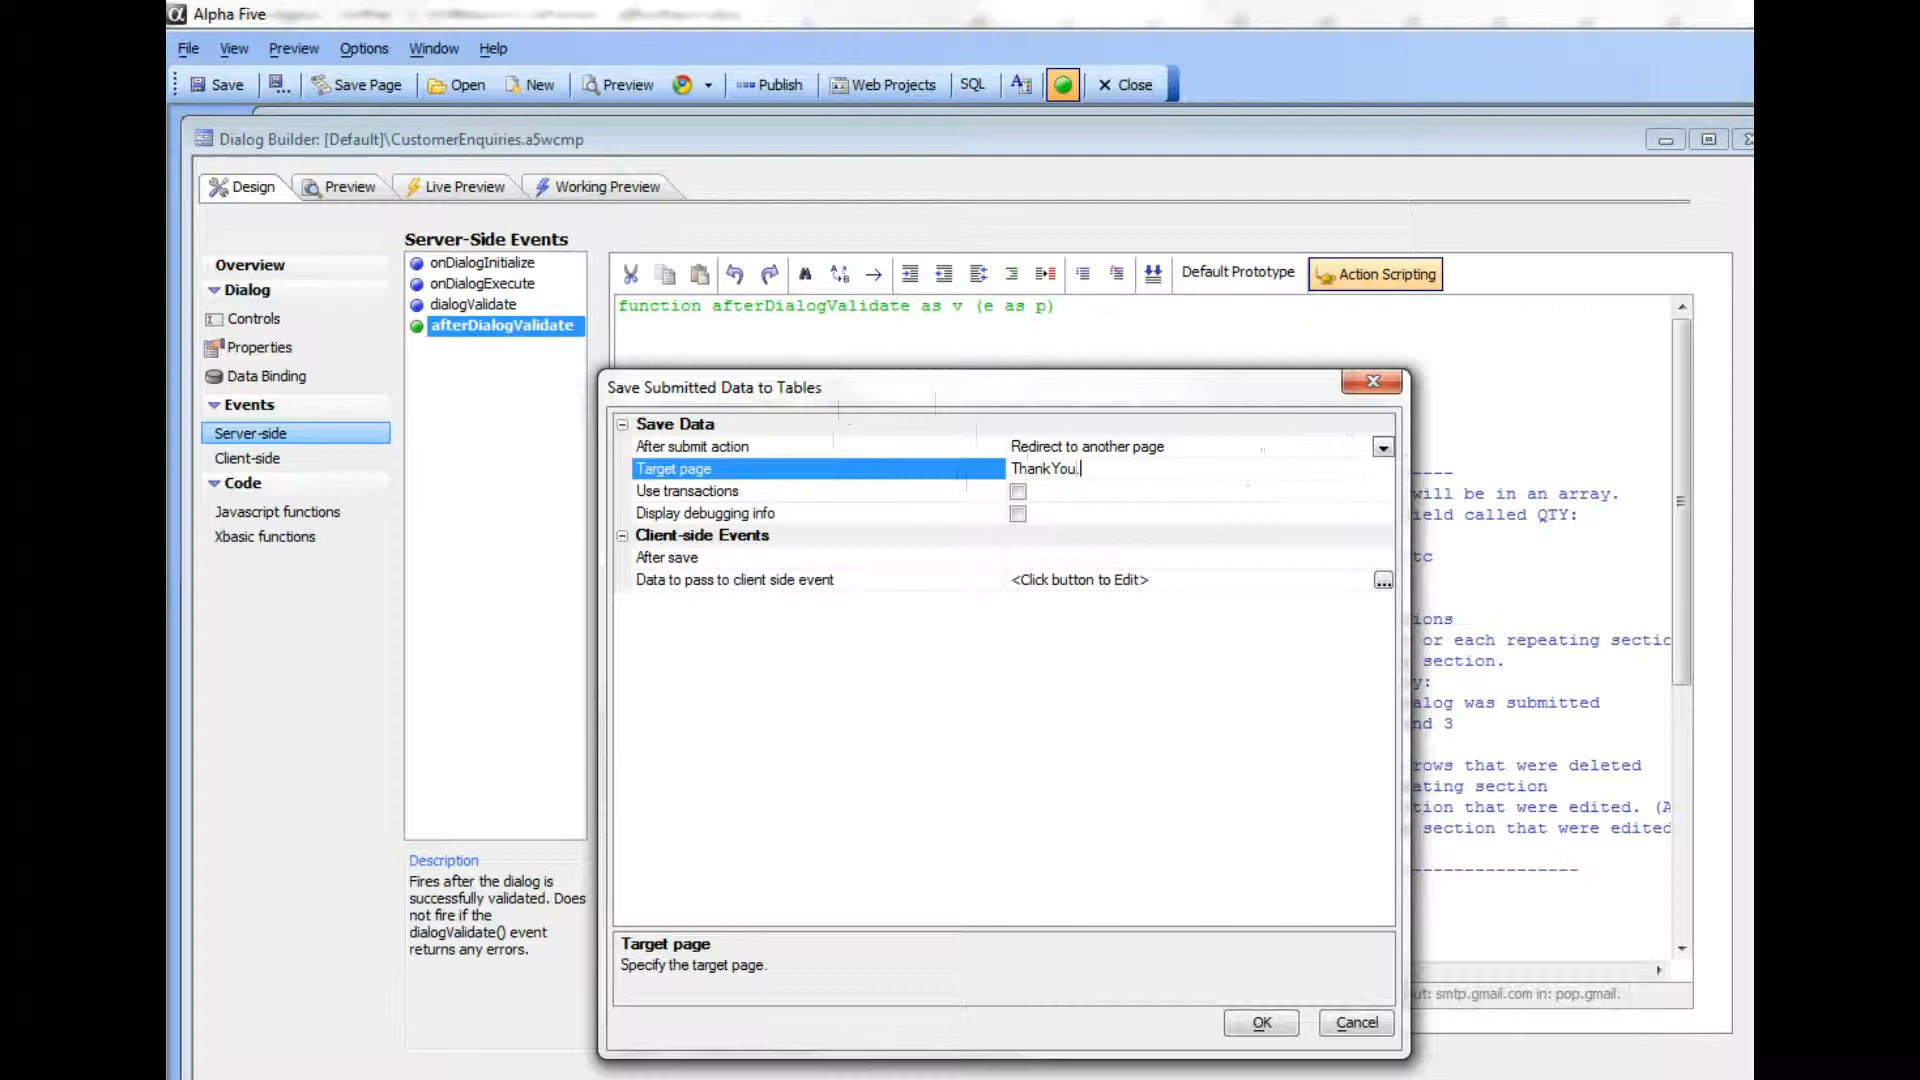 Alpha Five
File View Preview Options Window Help
Save Save Page Open New Preview Publish Web Projects SQL Close
Dialog Builder: [Default]\CustomerEnquiries.a5wcmp
Design Preview Live Preview Working Preview
Server-Side Events
Overview
Dialog
Controls
Properties
Data Binding
Events
Server-side
Client-side
Code
Javascript functions
Xbasic functions
onDialogInitialize
onDialogExecute
dialogValidate
afterDialogValidate
Description
Fires after the dialog is
successfully validated. Does
not fire if the
dialogValidate() event
returns any errors.
Default Prototype Action Scripting
function afterDialogValidate as v (e as p)
Save Submitted Data to Tables
Save Data
After submit action Redirect to another page
Target page ThankYou.
Use transactions
Display debugging info
Client-side Events
After save
Data to pass to client side event <Click button to Edit>
Target page
Specify the target page.
OK Cancel
----
will be in an array.
ield called QTY:
tc
ions
or each repeating sectio
section.
y:
alog was submitted
nd 3
rows that were deleted
ating section
tion that were edited. (A
section that were edited
----------------
ut: smtp.gmail.com in: pop.gmail.